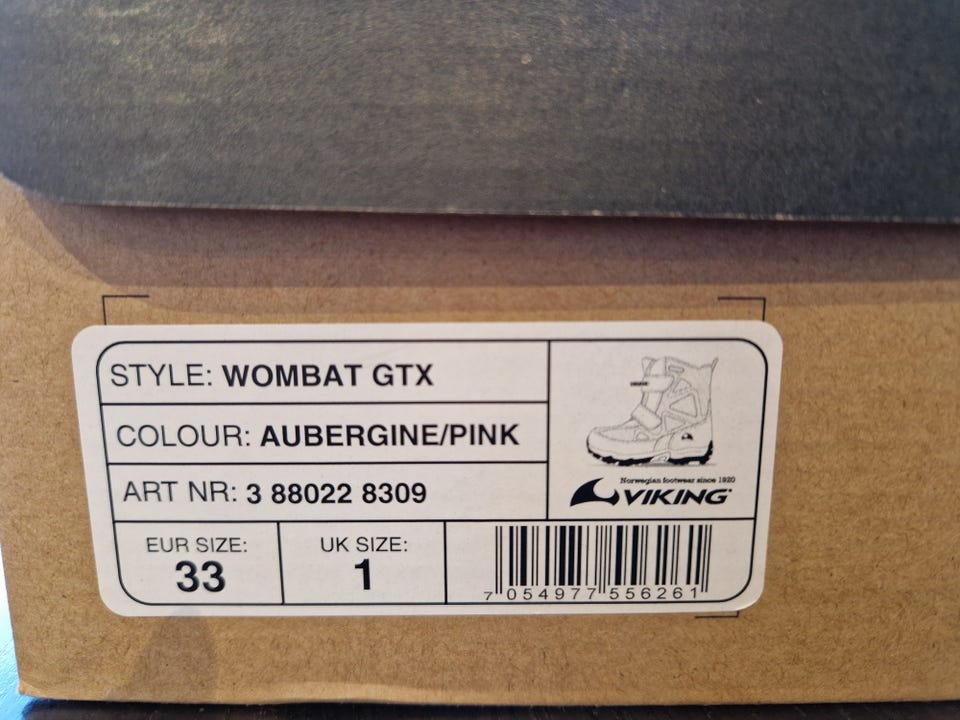 STYLE: WOMBAT GTX
COLOUR: AUBERGINE/PINK
ART NR: 3 88022 8309
Norwegian footwear since 1920
VIKING
EUR SIZE:
33
UK SIZE:
1
7 054977 556261